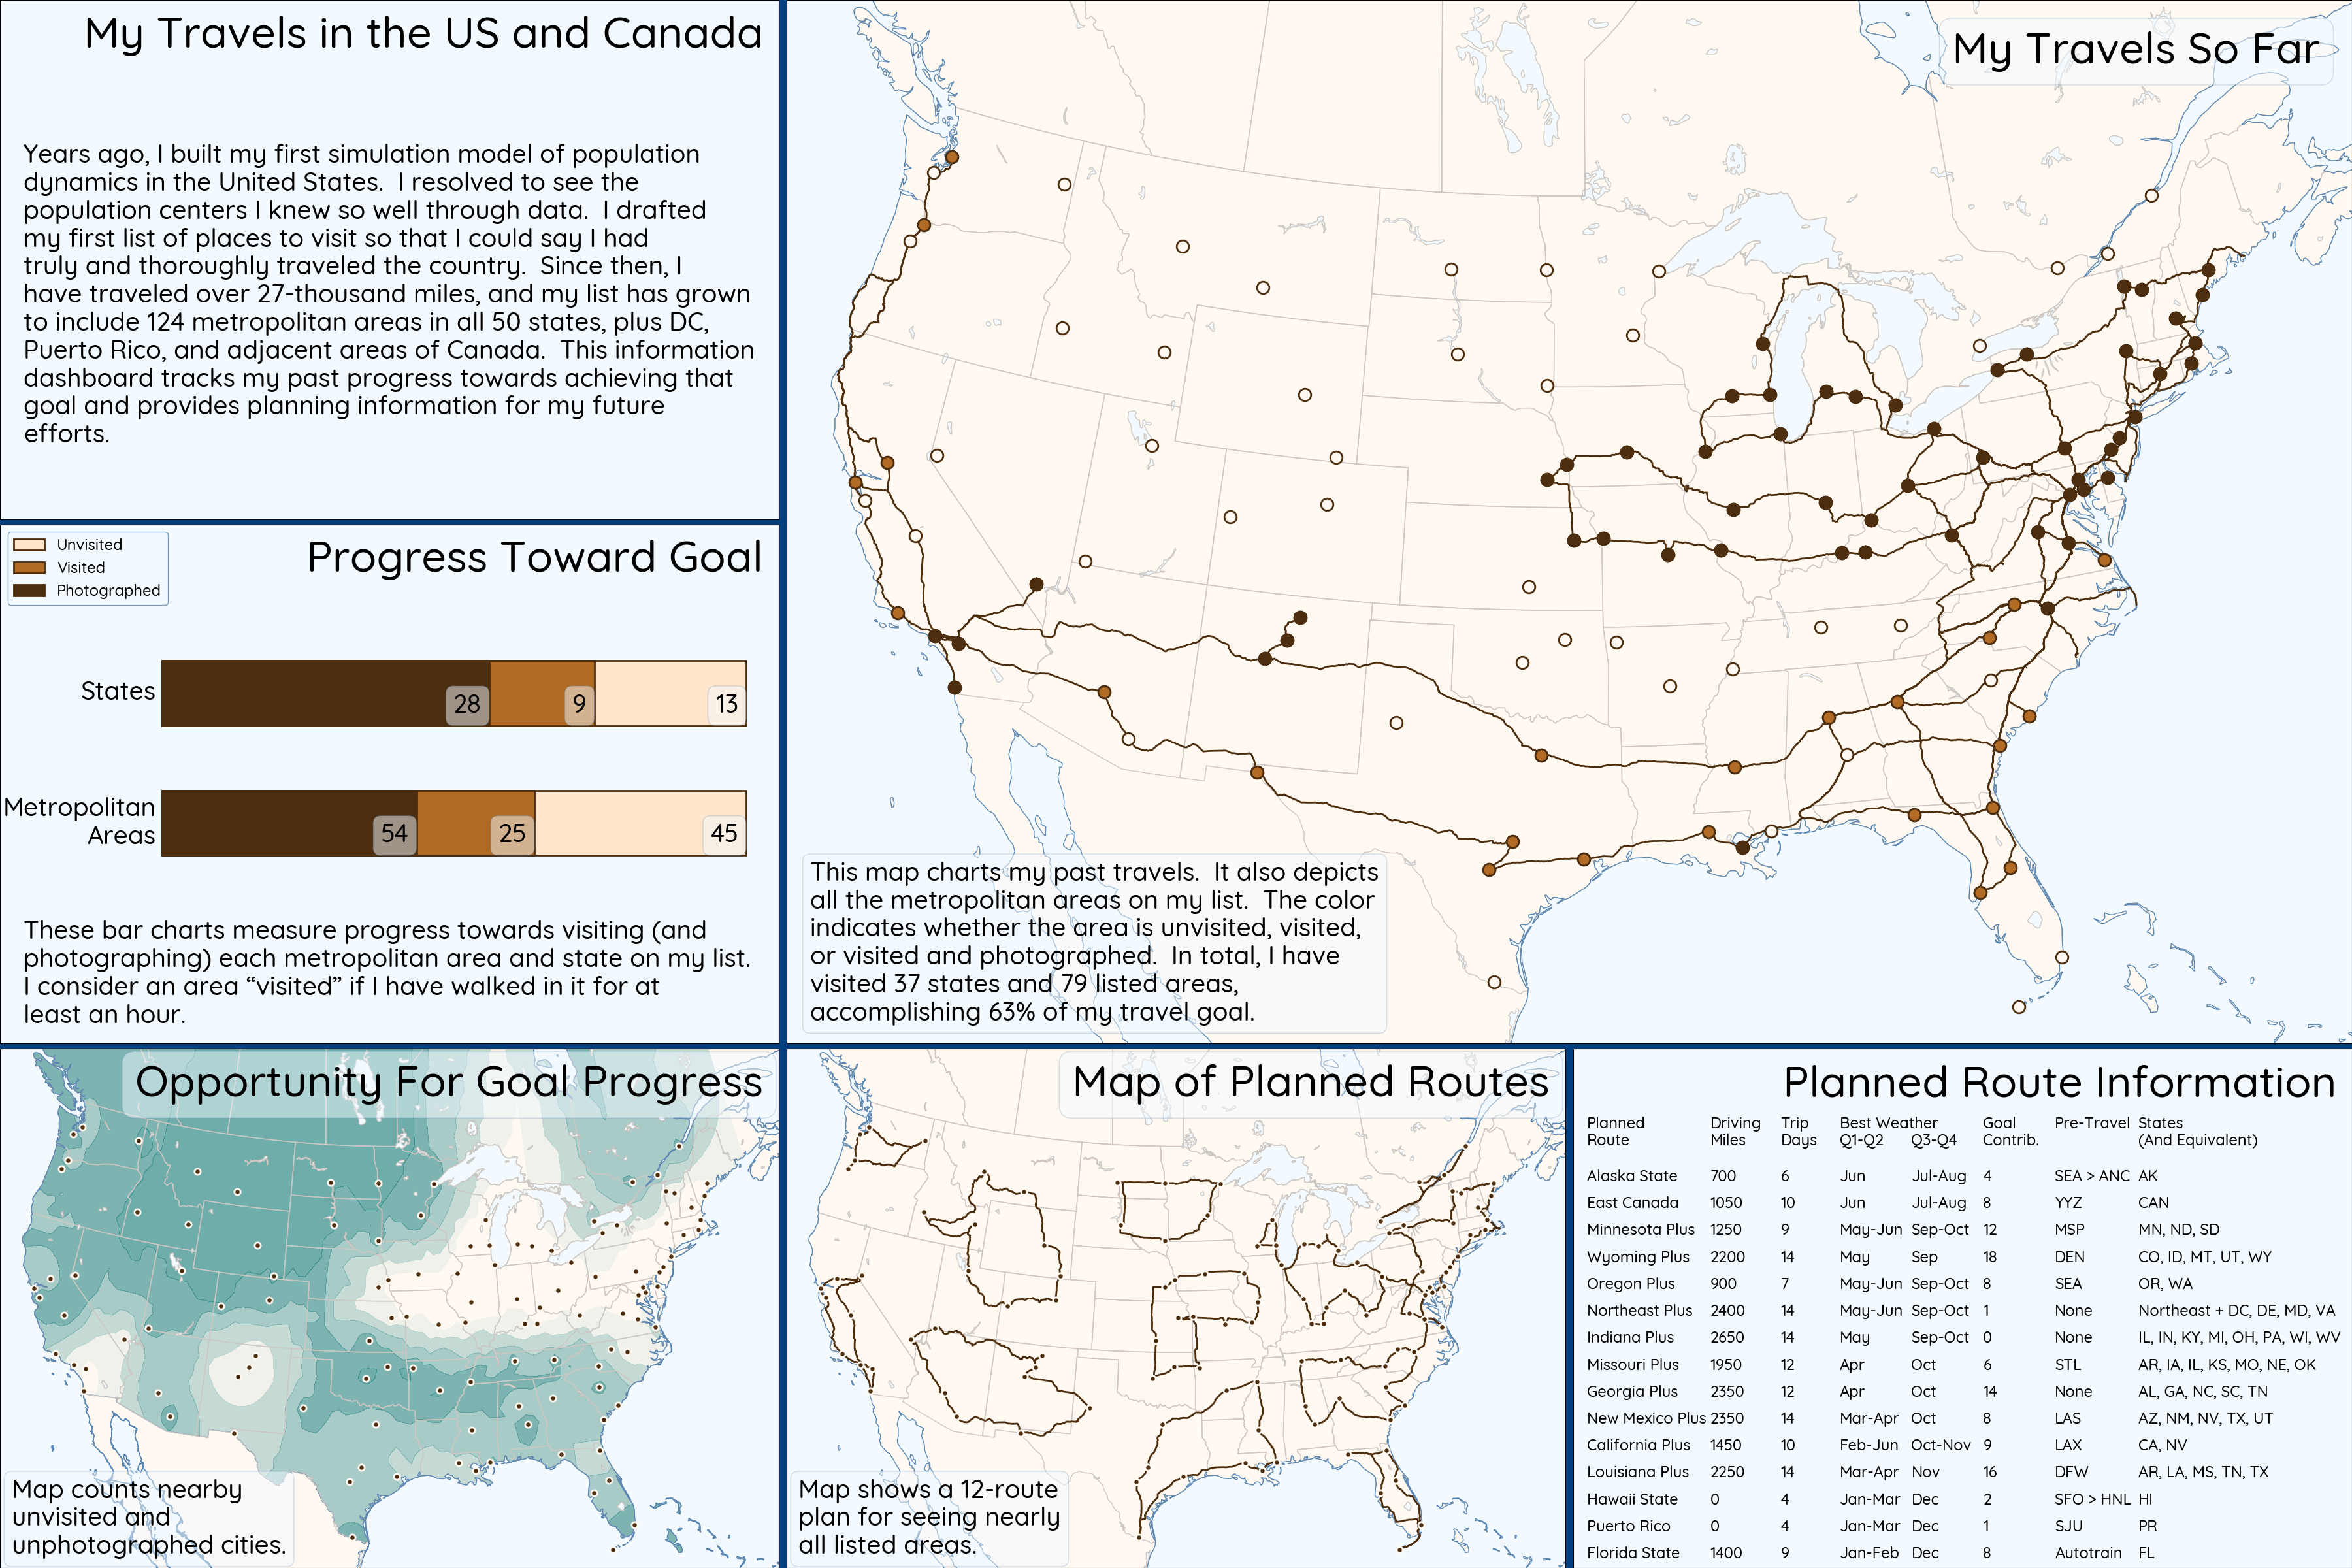 My Travels in the US and Canada
Years ago, I built my first simulation model of population
dynamics in the United States.  I resolved to see the
population centers I knew so well through data.  I drafted
my first list of places to visit so that I could say I had
truly and thoroughly traveled the country.  Since then, I
have traveled over 27-thousand miles, and my list has grown
to include 124 metropolitan areas in all 50 states, plus DC,
Puerto Rico, and adjacent areas of Canada.  This information
dashboard tracks my past progress towards achieving that
goal and provides planning information for my future
efforts.
Progress Toward Goal
Unvisited
Visited
Photographed
States
28 9 13
Metropolitan
Areas
54 25 45
These bar charts measure progress towards visiting (and
photographing) each metropolitan area and state on my list.
I consider an area “visited” if I have walked in it for at
least an hour.
My Travels So Far
This map charts my past travels.  It also depicts
all the metropolitan areas on my list.  The color
indicates whether the area is unvisited, visited,
or visited and photographed.  In total, I have
visited 37 states and 79 listed areas,
accomplishing 63% of my travel goal.
Opportunity For Goal Progress
Map counts nearby
unvisited and
unphotographed cities.
Map of Planned Routes
Map shows a 12-route
plan for seeing nearly
all listed areas.
Planned Route Information
Planned Driving Trip Best Weather Goal Pre-Travel States
Route Miles Days Q1-Q2 Q3-Q4 Contrib. (And Equivalent)
Alaska State 700 6 Jun Jul-Aug 4 SEA > ANC AK
East Canada 1050 10 Jun Jul-Aug 8 YYZ CAN
Minnesota Plus 1250 9 May-Jun Sep-Oct 12 MSP MN, ND, SD
Wyoming Plus 2200 14 May Sep 18 DEN CO, ID, MT, UT, WY
Oregon Plus 900 7 May-Jun Sep-Oct 8 SEA OR, WA
Northeast Plus 2400 14 May-Jun Sep-Oct 1 None Northeast + DC, DE, MD, VA
Indiana Plus 2650 14 May Sep-Oct 0 None IL, IN, KY, MI, OH, PA, WI, WV
Missouri Plus 1950 12 Apr Oct 6 STL AR, IA, IL, KS, MO, NE, OK
Georgia Plus 2350 12 Apr Oct 14 None AL, GA, NC, SC, TN
New Mexico Plus 2350 14 Mar-Apr Oct 8 LAS AZ, NM, NV, TX, UT
California Plus 1450 10 Feb-Jun Oct-Nov 9 LAX CA, NV
Louisiana Plus 2250 14 Mar-Apr Nov 16 DFW AR, LA, MS, TN, TX
Hawaii State 0 4 Jan-Mar Dec 2 SFO > HNL HI
Puerto Rico 0 4 Jan-Mar Dec 1 SJU PR
Florida State 1400 9 Jan-Feb Dec 8 Autotrain FL